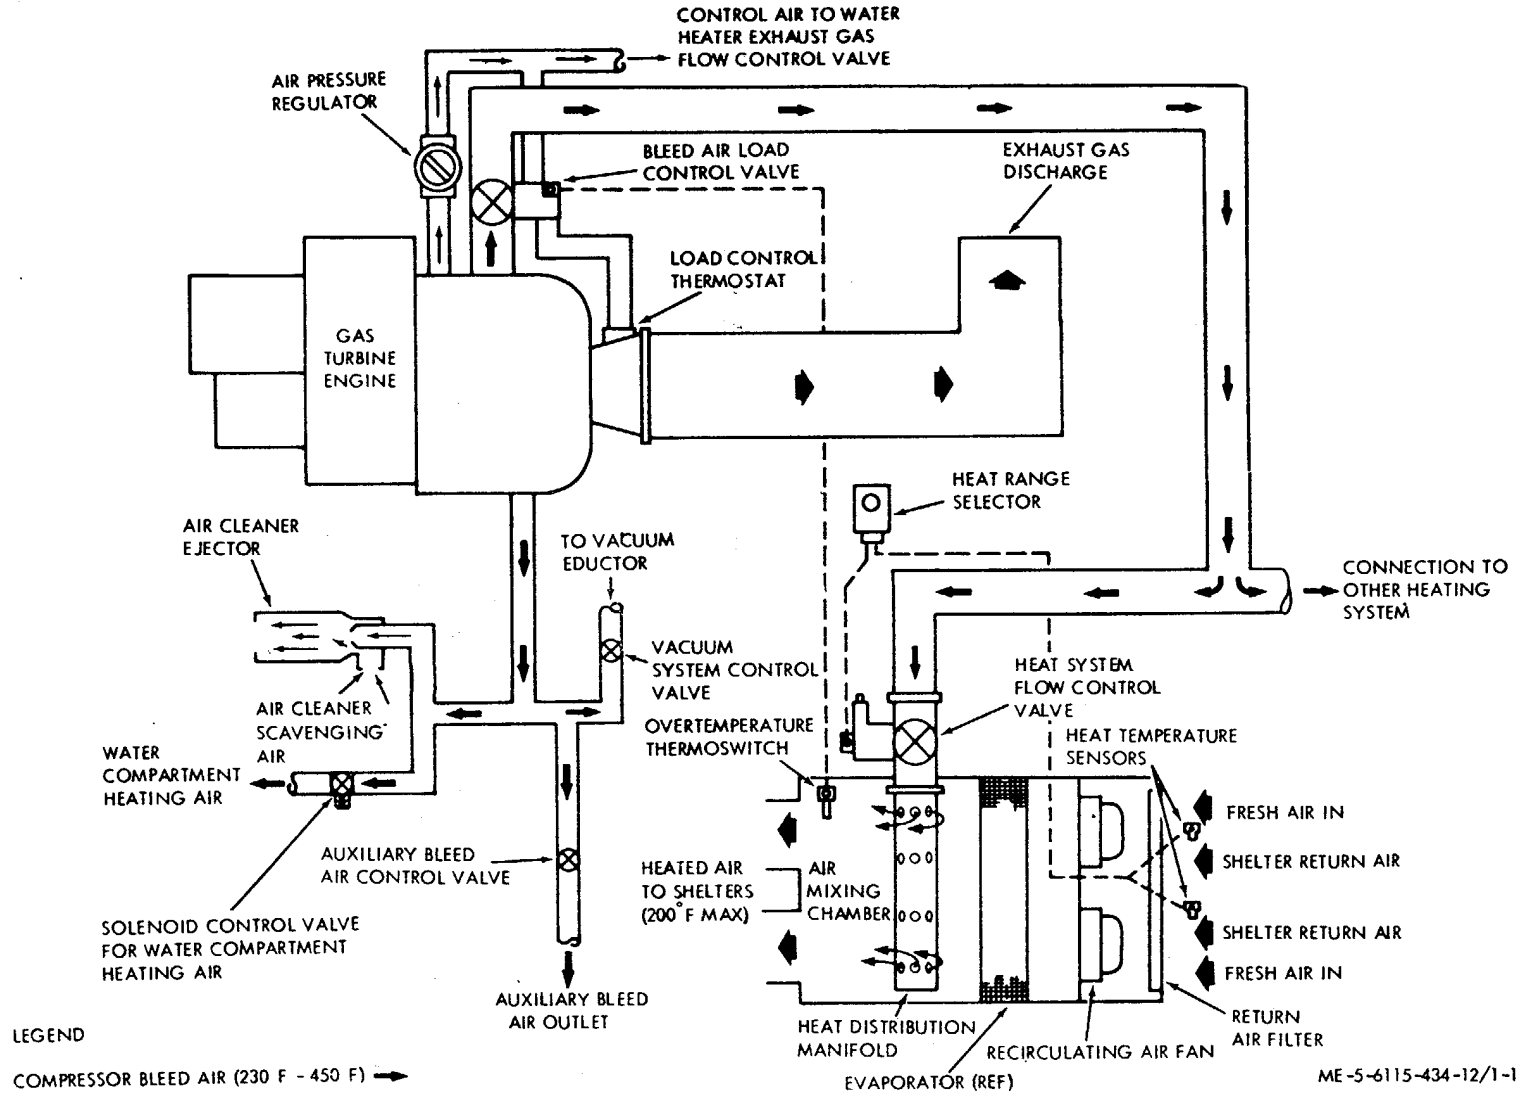 CONTROL AIR TO WATER
HEATER EXHAUST GAS
FLOW CONTROL VALVE
AIR PRESSURE
REGULATOR
BLEED AIR LOAD
CONTROL VALVE
EXHAUST GAS
DISCHARGE
LOAD CONTROL
THERMOSTAT
GAS
TURBINE
ENGINE
HEAT RANGE
SELECTOR
AIR CLEANER
EJECTOR
TO VACUUM
EDUCTOR
CONNECTION TO
OTHER HEATING
SYSTEM
VACUUM
SYSTEM CONTROL
VALVE
HEAT SYSTEM
FLOW CONTROL
VALVE
AIR CLEANER
SCAVENGING
AIR
OVERTEMPERATURE
THERMOSWITCH
HEAT TEMPERATURE
SENSORS
WATER
COMPARTMENT
HEATING AIR
FRESH AIR IN
SHELTER RETURN AIR
AUXILIARY BLEED
AIR CONTROL VALVE
HEATED AIR
TO SHELTERS
(200°F MAX)
AIR
MIXING
CHAMBER
SOLENOID CONTROL VALVE
FOR WATER COMPARTMENT
HEATING AIR
SHELTER RETURN AIR
FRESH AIR IN
AUXILIARY BLEED
AIR OUTLET
HEAT DISTRIBUTION
MANIFOLD
RECIRCULATING AIR FAN
RETURN
AIR FILTER
EVAPORATOR (REF)
LEGEND
COMPRESSOR BLEED AIR (230 F - 450 F)
ME-5-6115-434-12/1-1